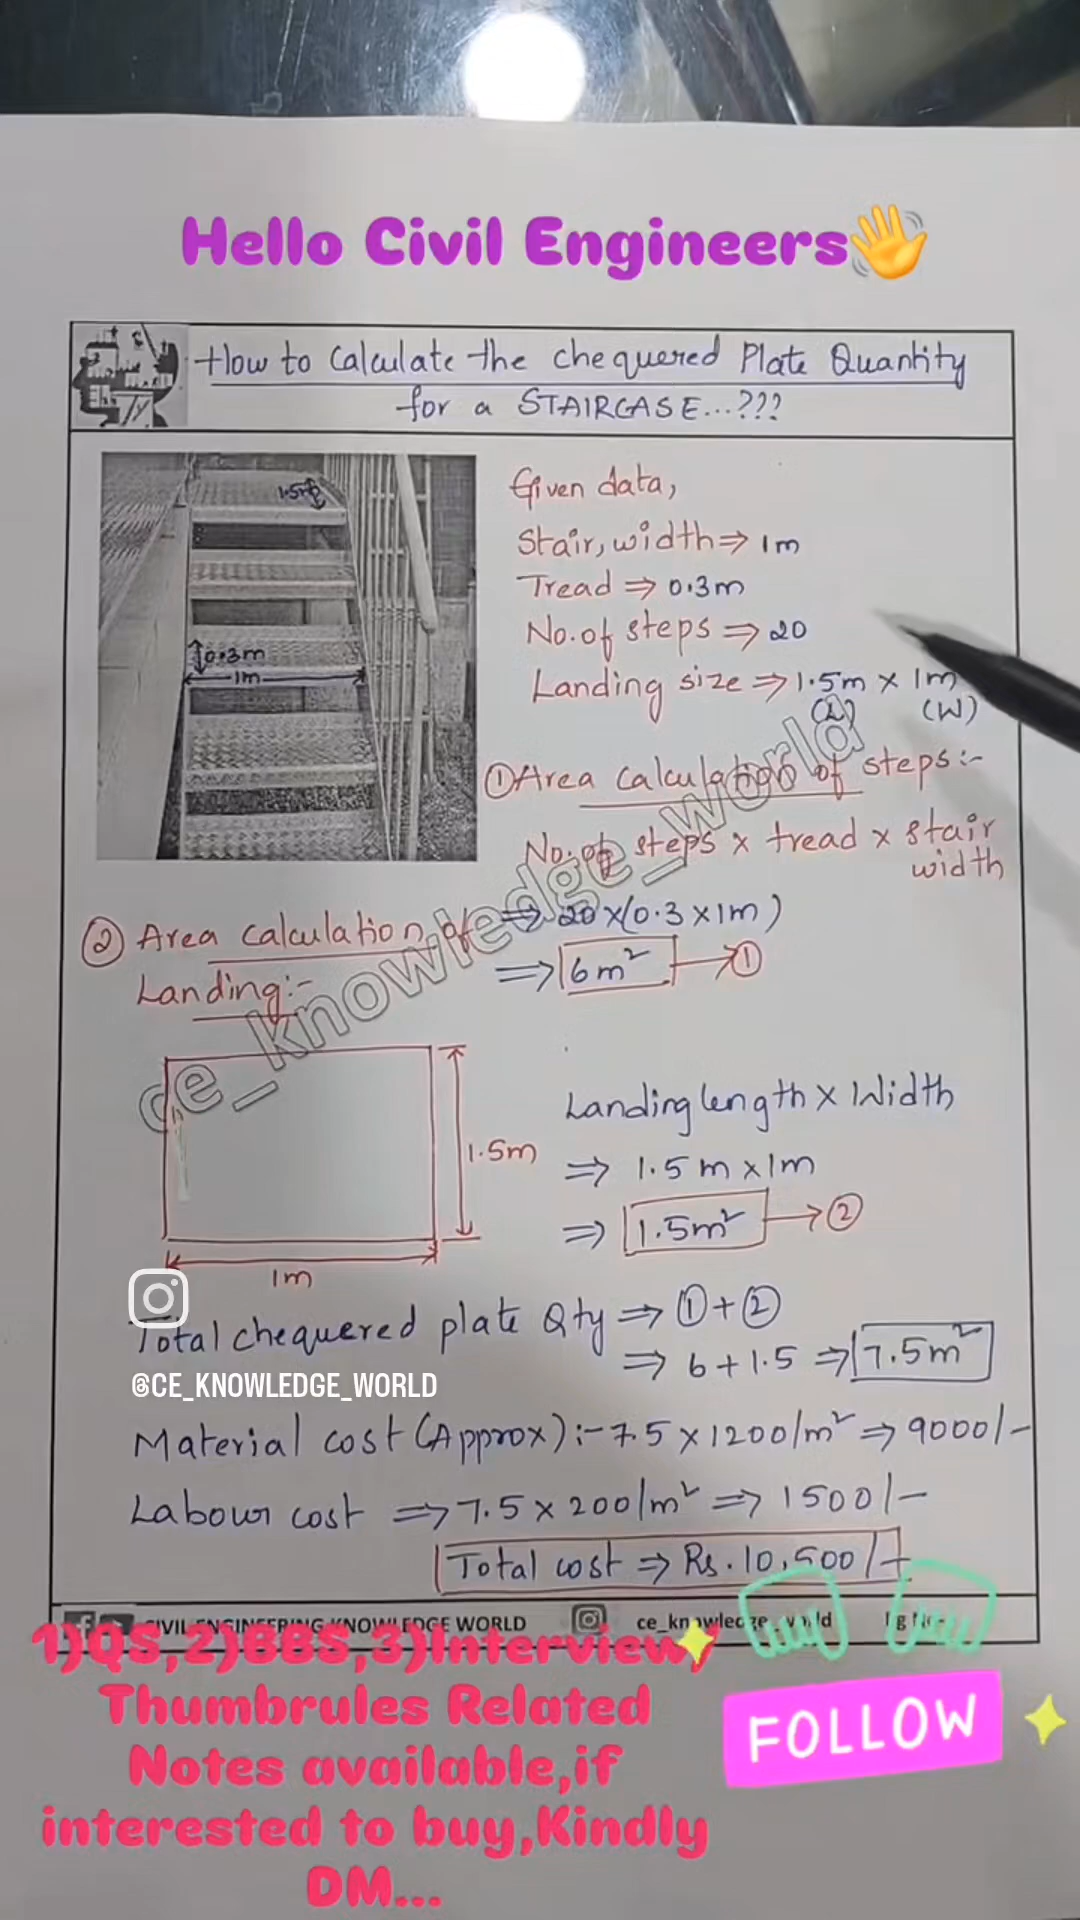 Hello Civil Engineers👋
How to Calculate the chequered Plate Quantity
for a STAIRCASE...???
Given data,
Stair, width ⇒ 1m
Tread ⇒ 0.3m
No. of steps ⇒ 20
Landing size ⇒ 1.5m × 1m
(L) (W)
1.5m
0.3m
1m
① Area calculation of steps:-
No. of steps × tread × stair
width
⇒ 20 × (0.3 × 1m)
⇒ 6m² → ①
② Area calculation of
Landing:-
1.5m
1m
Landing length × Width
⇒ 1.5 m × 1m
⇒ 1.5m² → ②
ce_knowledge_world
Total chequered plate Qty ⇒ ① + ②
⇒ 6 + 1.5 ⇒ 7.5m²
@CE_KNOWLEDGE_WORLD
Material cost (Approx) :- 7.5 × 1200/m² ⇒ 9000/-
Labour cost ⇒ 7.5 × 200/m² ⇒ 1500/-
Total cost ⇒ Rs. 10,500/-
CIVIL ENGINEERING KNOWLEDGE WORLD ce_knowledge_world
1)QS,2)BBS,3)Interview,
Thumbrules Related
Notes available,if
interested to buy,Kindly
DM...
FOLLOW